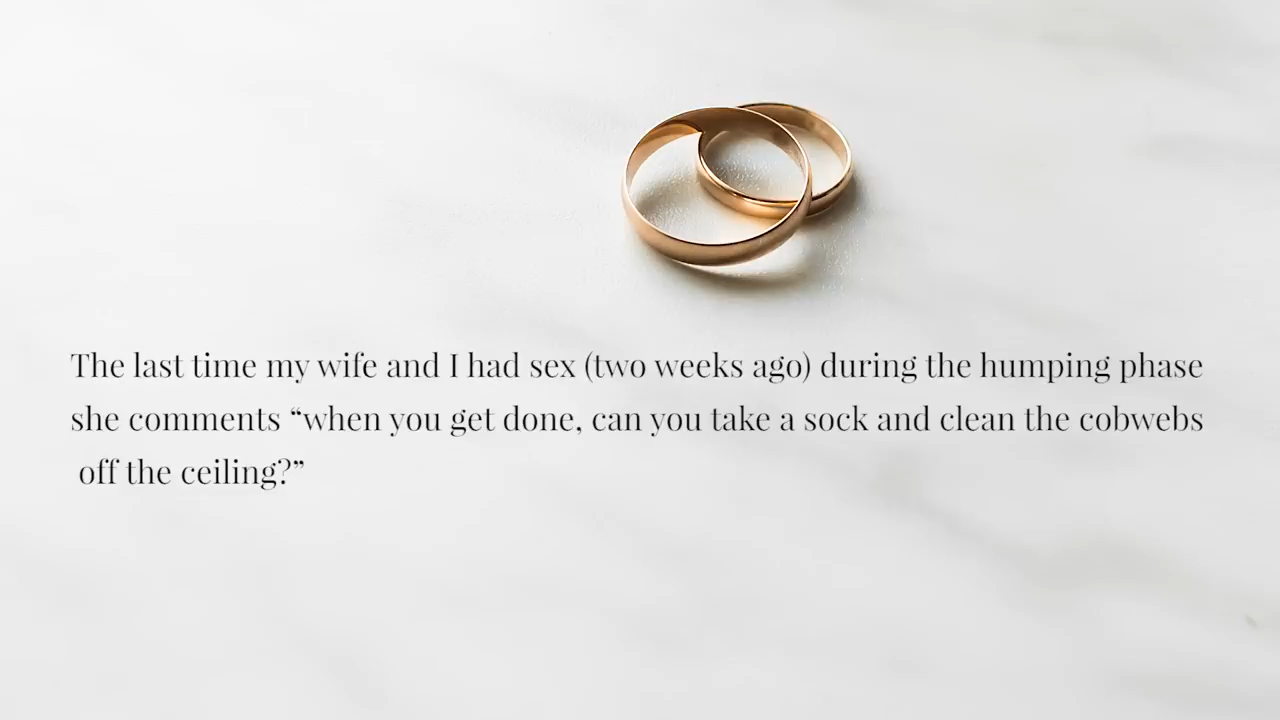 The last time my wife and I had sex (two weeks ago) during the humping phase
she comments “when you get done, can you take a sock and clean the cobwebs
off the ceiling?”